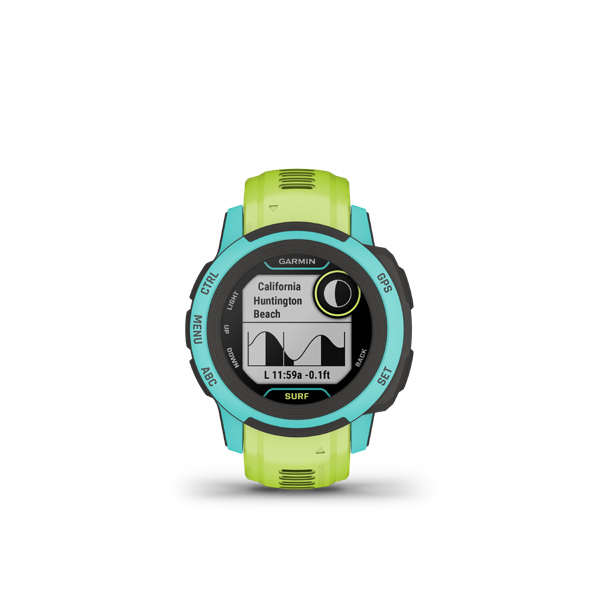 GARMIN
California
Huntington
Beach
L 11:59a -0.1ft
SURF
CTRL
LIGHT
MENU
UP
DOWN
ABC
GPS
BACK
SET